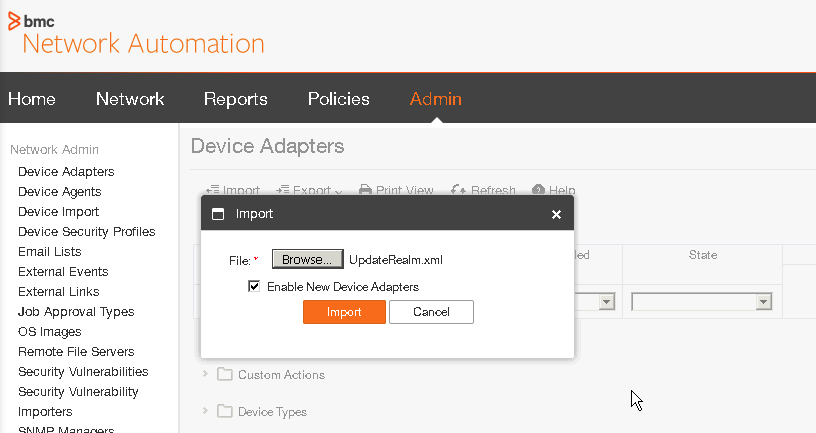 bmc
Network Automation
Home Network Reports Policies Admin
Network Admin
Device Adapters
Device Agents
Device Import
Device Security Profiles
Email Lists
External Events
External Links
Job Approval Types
OS Images
Remote File Servers
Security Vulnerabilities
Security Vulnerability
Importers
SNMP Managers
Device Adapters
Import Export Print View Refresh Help
Import
File: * Browse... UpdateRealm.xml
Enable New Device Adapters
Import Cancel
State
Custom Actions
Device Types